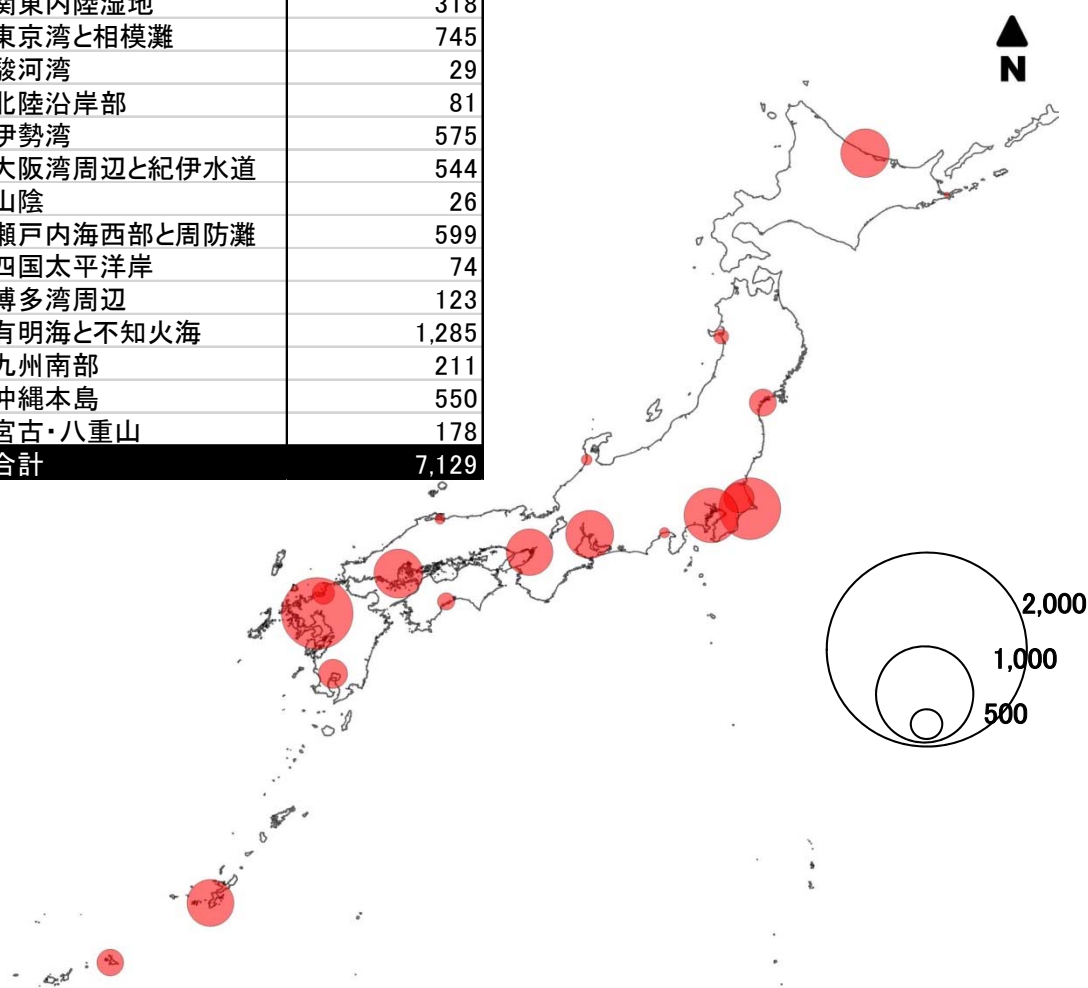 関東内陸湿地 318
東京湾と相模灘 745
駿河湾 29
北陸沿岸部 81
伊勢湾 575
大阪湾周辺と紀伊水道 544
山陰 26
瀬戸内海西部と周防灘 599
四国太平洋岸 74
博多湾周辺 123
有明海と不知火海 1,285
九州南部 211
沖縄本島 550
宮古・八重山 178
合計 7,129
N
2,000
1,000
500